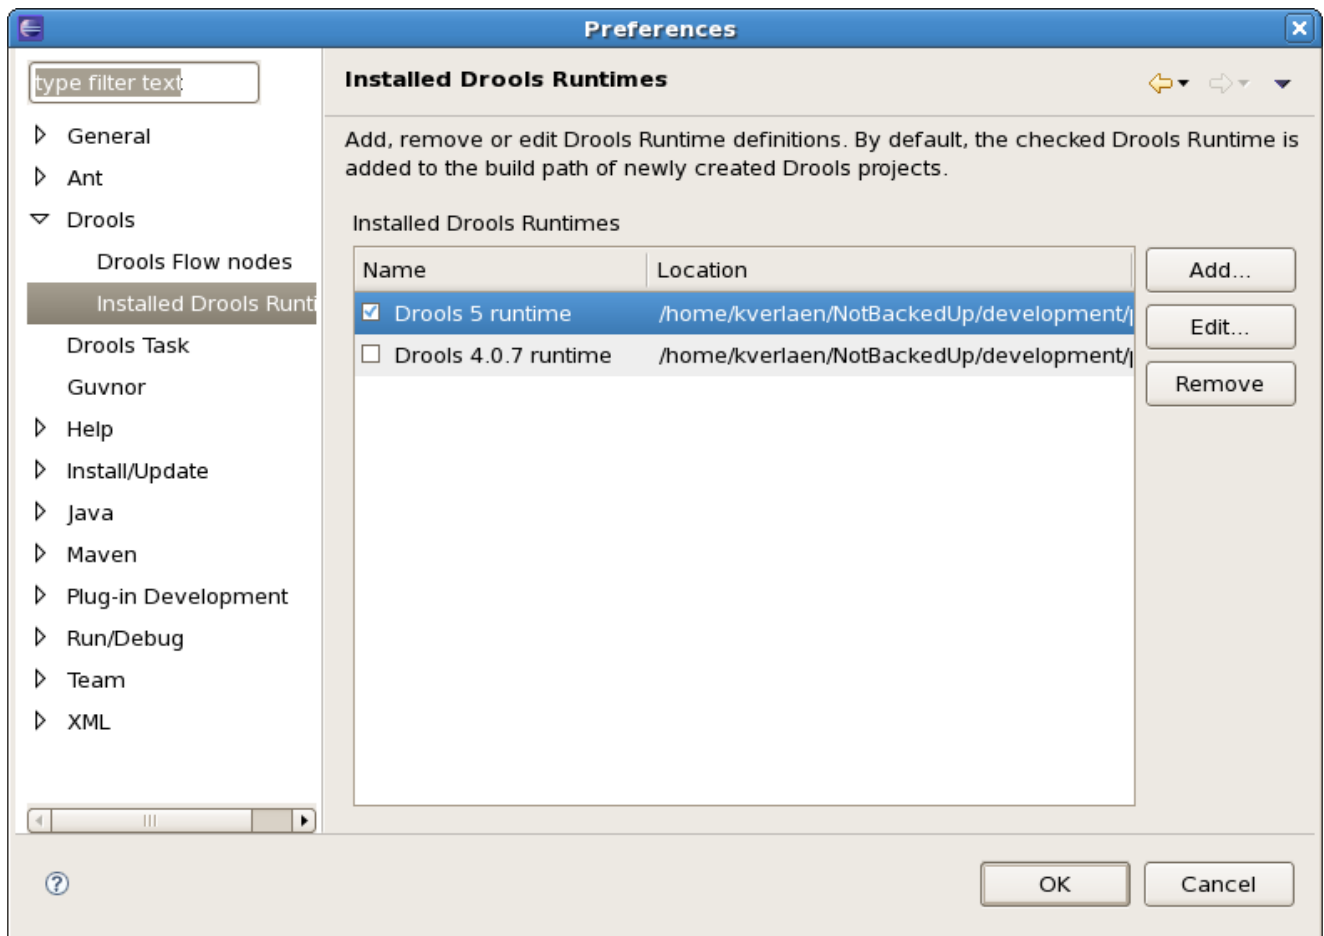 Preferences
type filter text
General
Ant
Drools
Drools Flow nodes
Installed Drools Runti
Drools Task
Guvnor
Help
Install/Update
Java
Maven
Plug-in Development
Run/Debug
Team
XML
Installed Drools Runtimes
Add, remove or edit Drools Runtime definitions. By default, the checked Drools Runtime is
added to the build path of newly created Drools projects.
Installed Drools Runtimes
Name Location
Drools 5 runtime /home/kverlaen/NotBackedUp/development/
Drools 4.0.7 runtime /home/kverlaen/NotBackedUp/development/
Add...
Edit...
Remove
OK Cancel